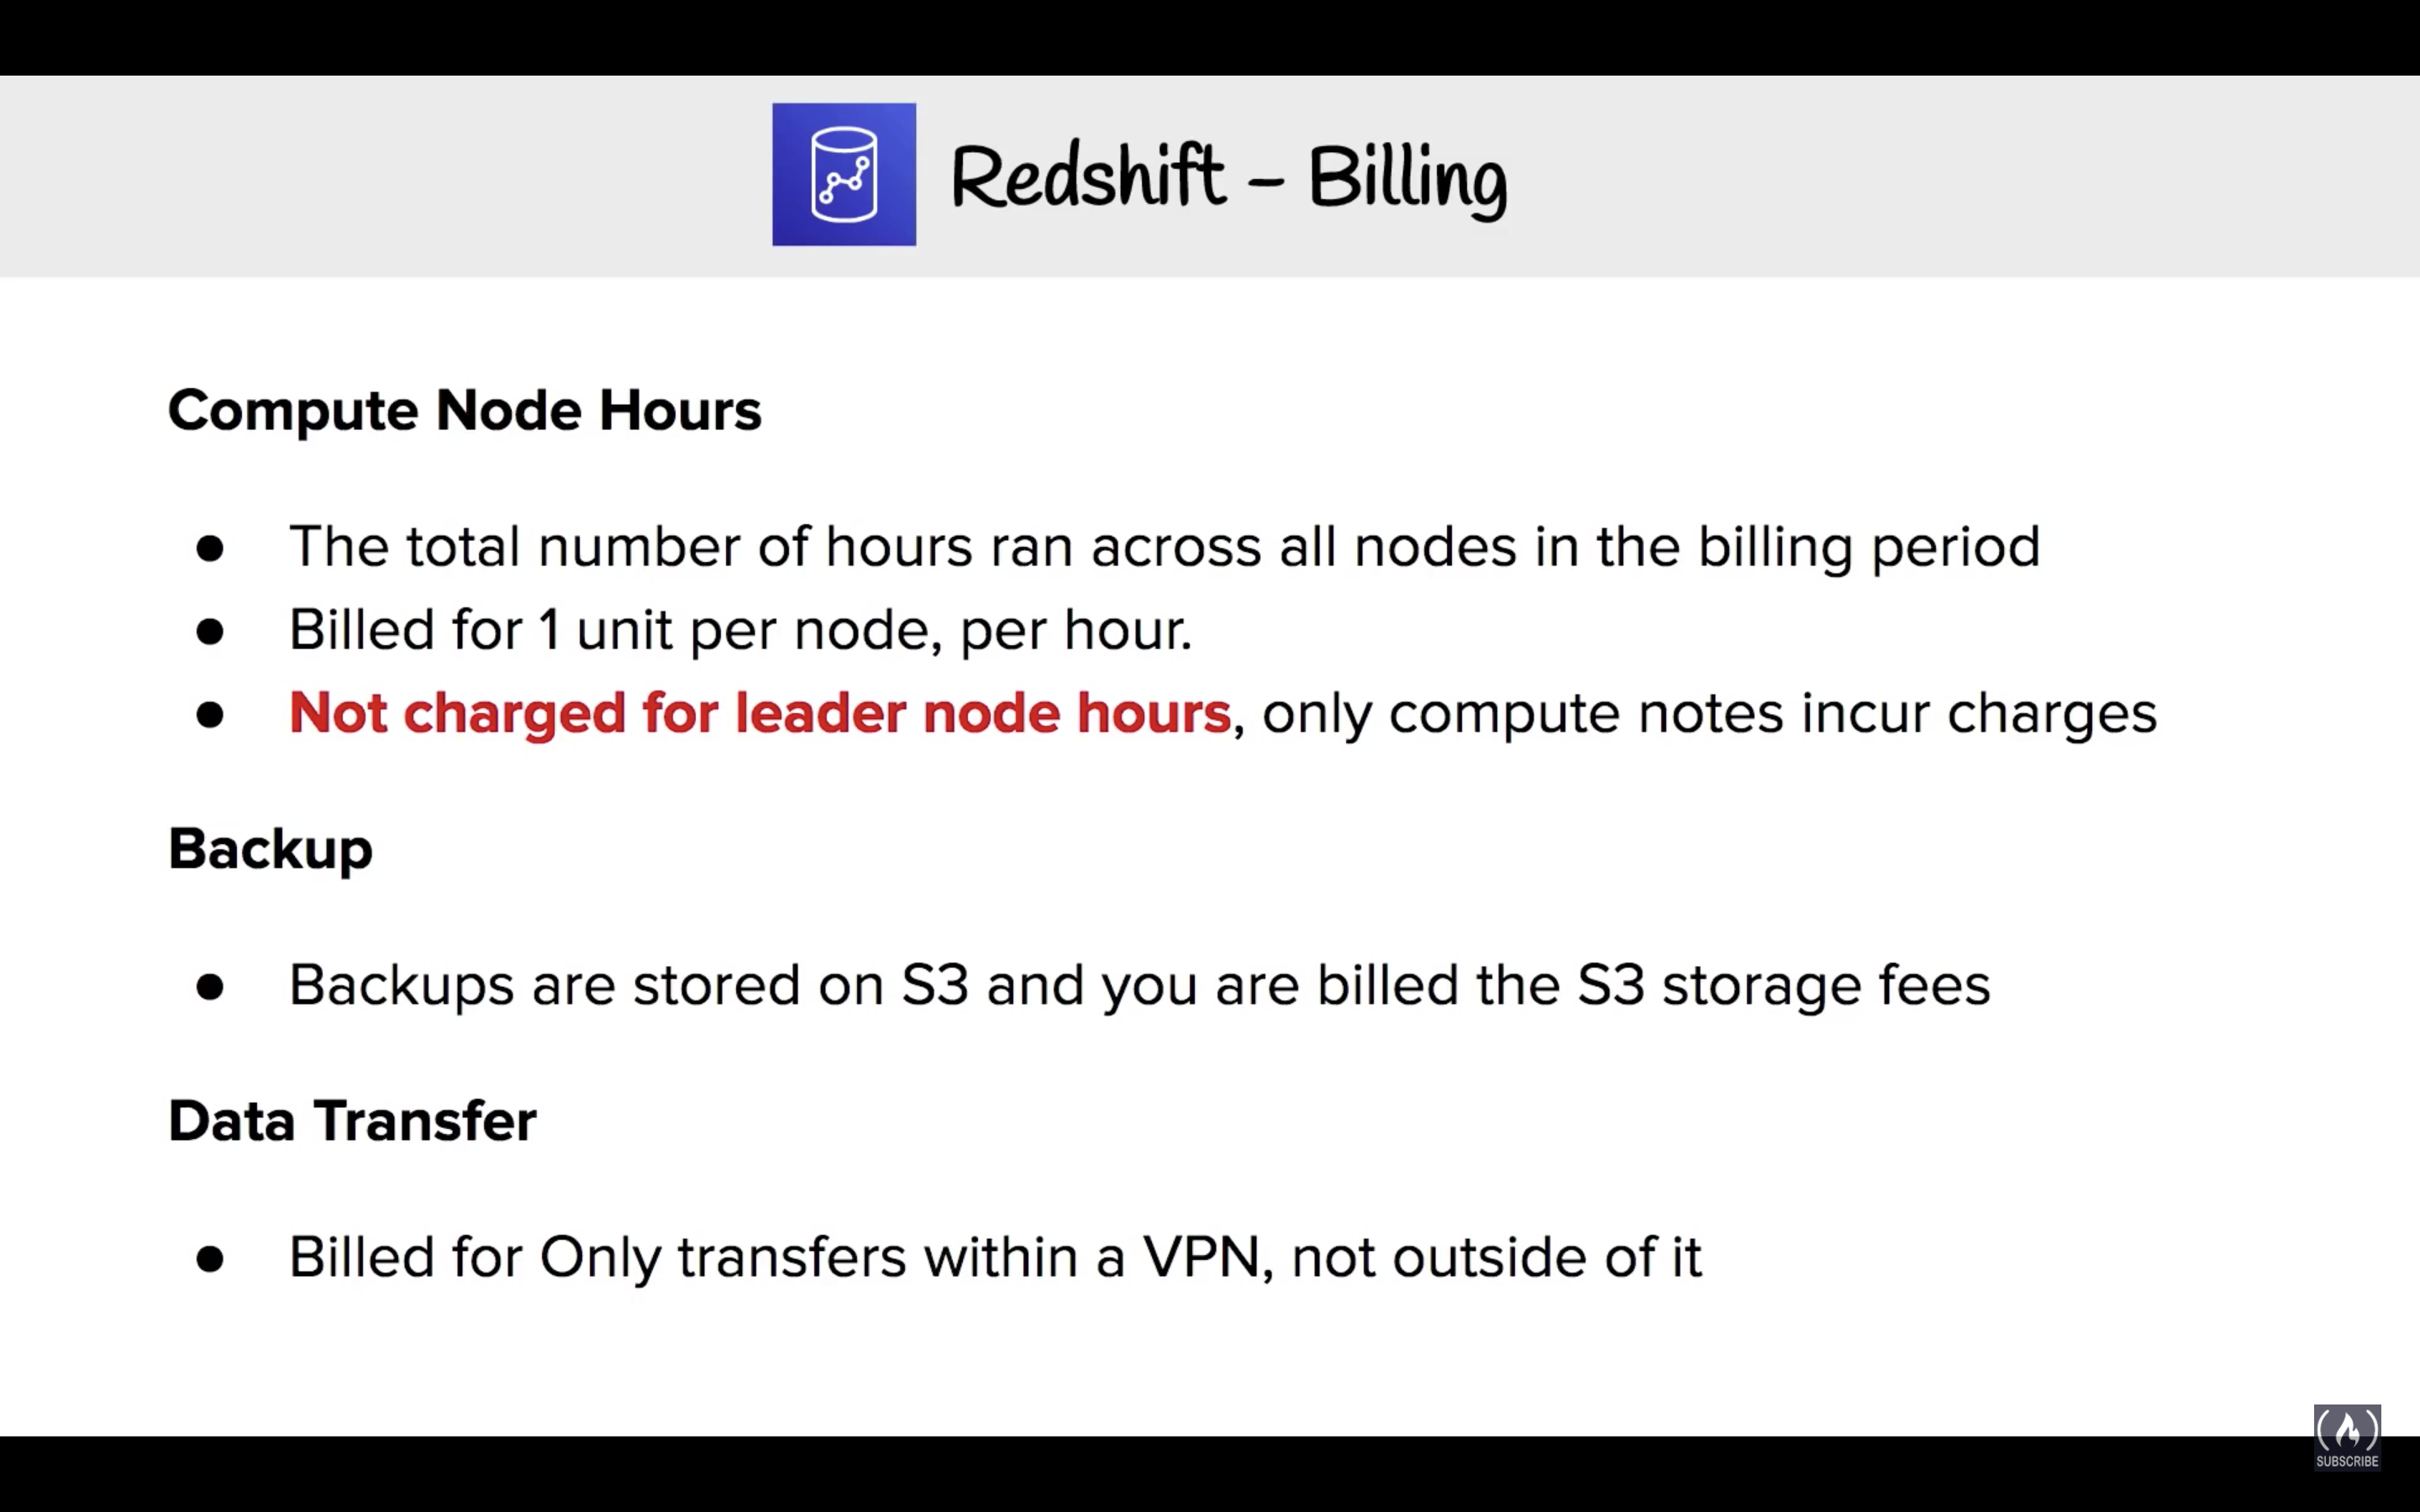 Redshift – Billing
Compute Node Hours
● The total number of hours ran across all nodes in the billing period
● Billed for 1 unit per node, per hour.
● Not charged for leader node hours, only compute notes incur charges
Backup
● Backups are stored on S3 and you are billed the S3 storage fees
Data Transfer
● Billed for Only transfers within a VPN, not outside of it
SUBSCRIBE